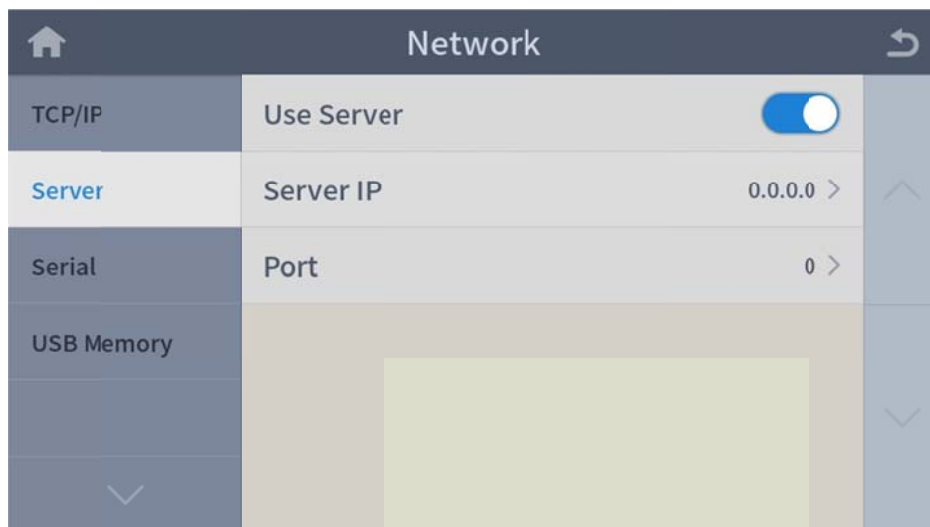 Network
TCP/IP
Use Server
Server
Server IP
0.0.0.0
Serial
Port
0
USB Memory